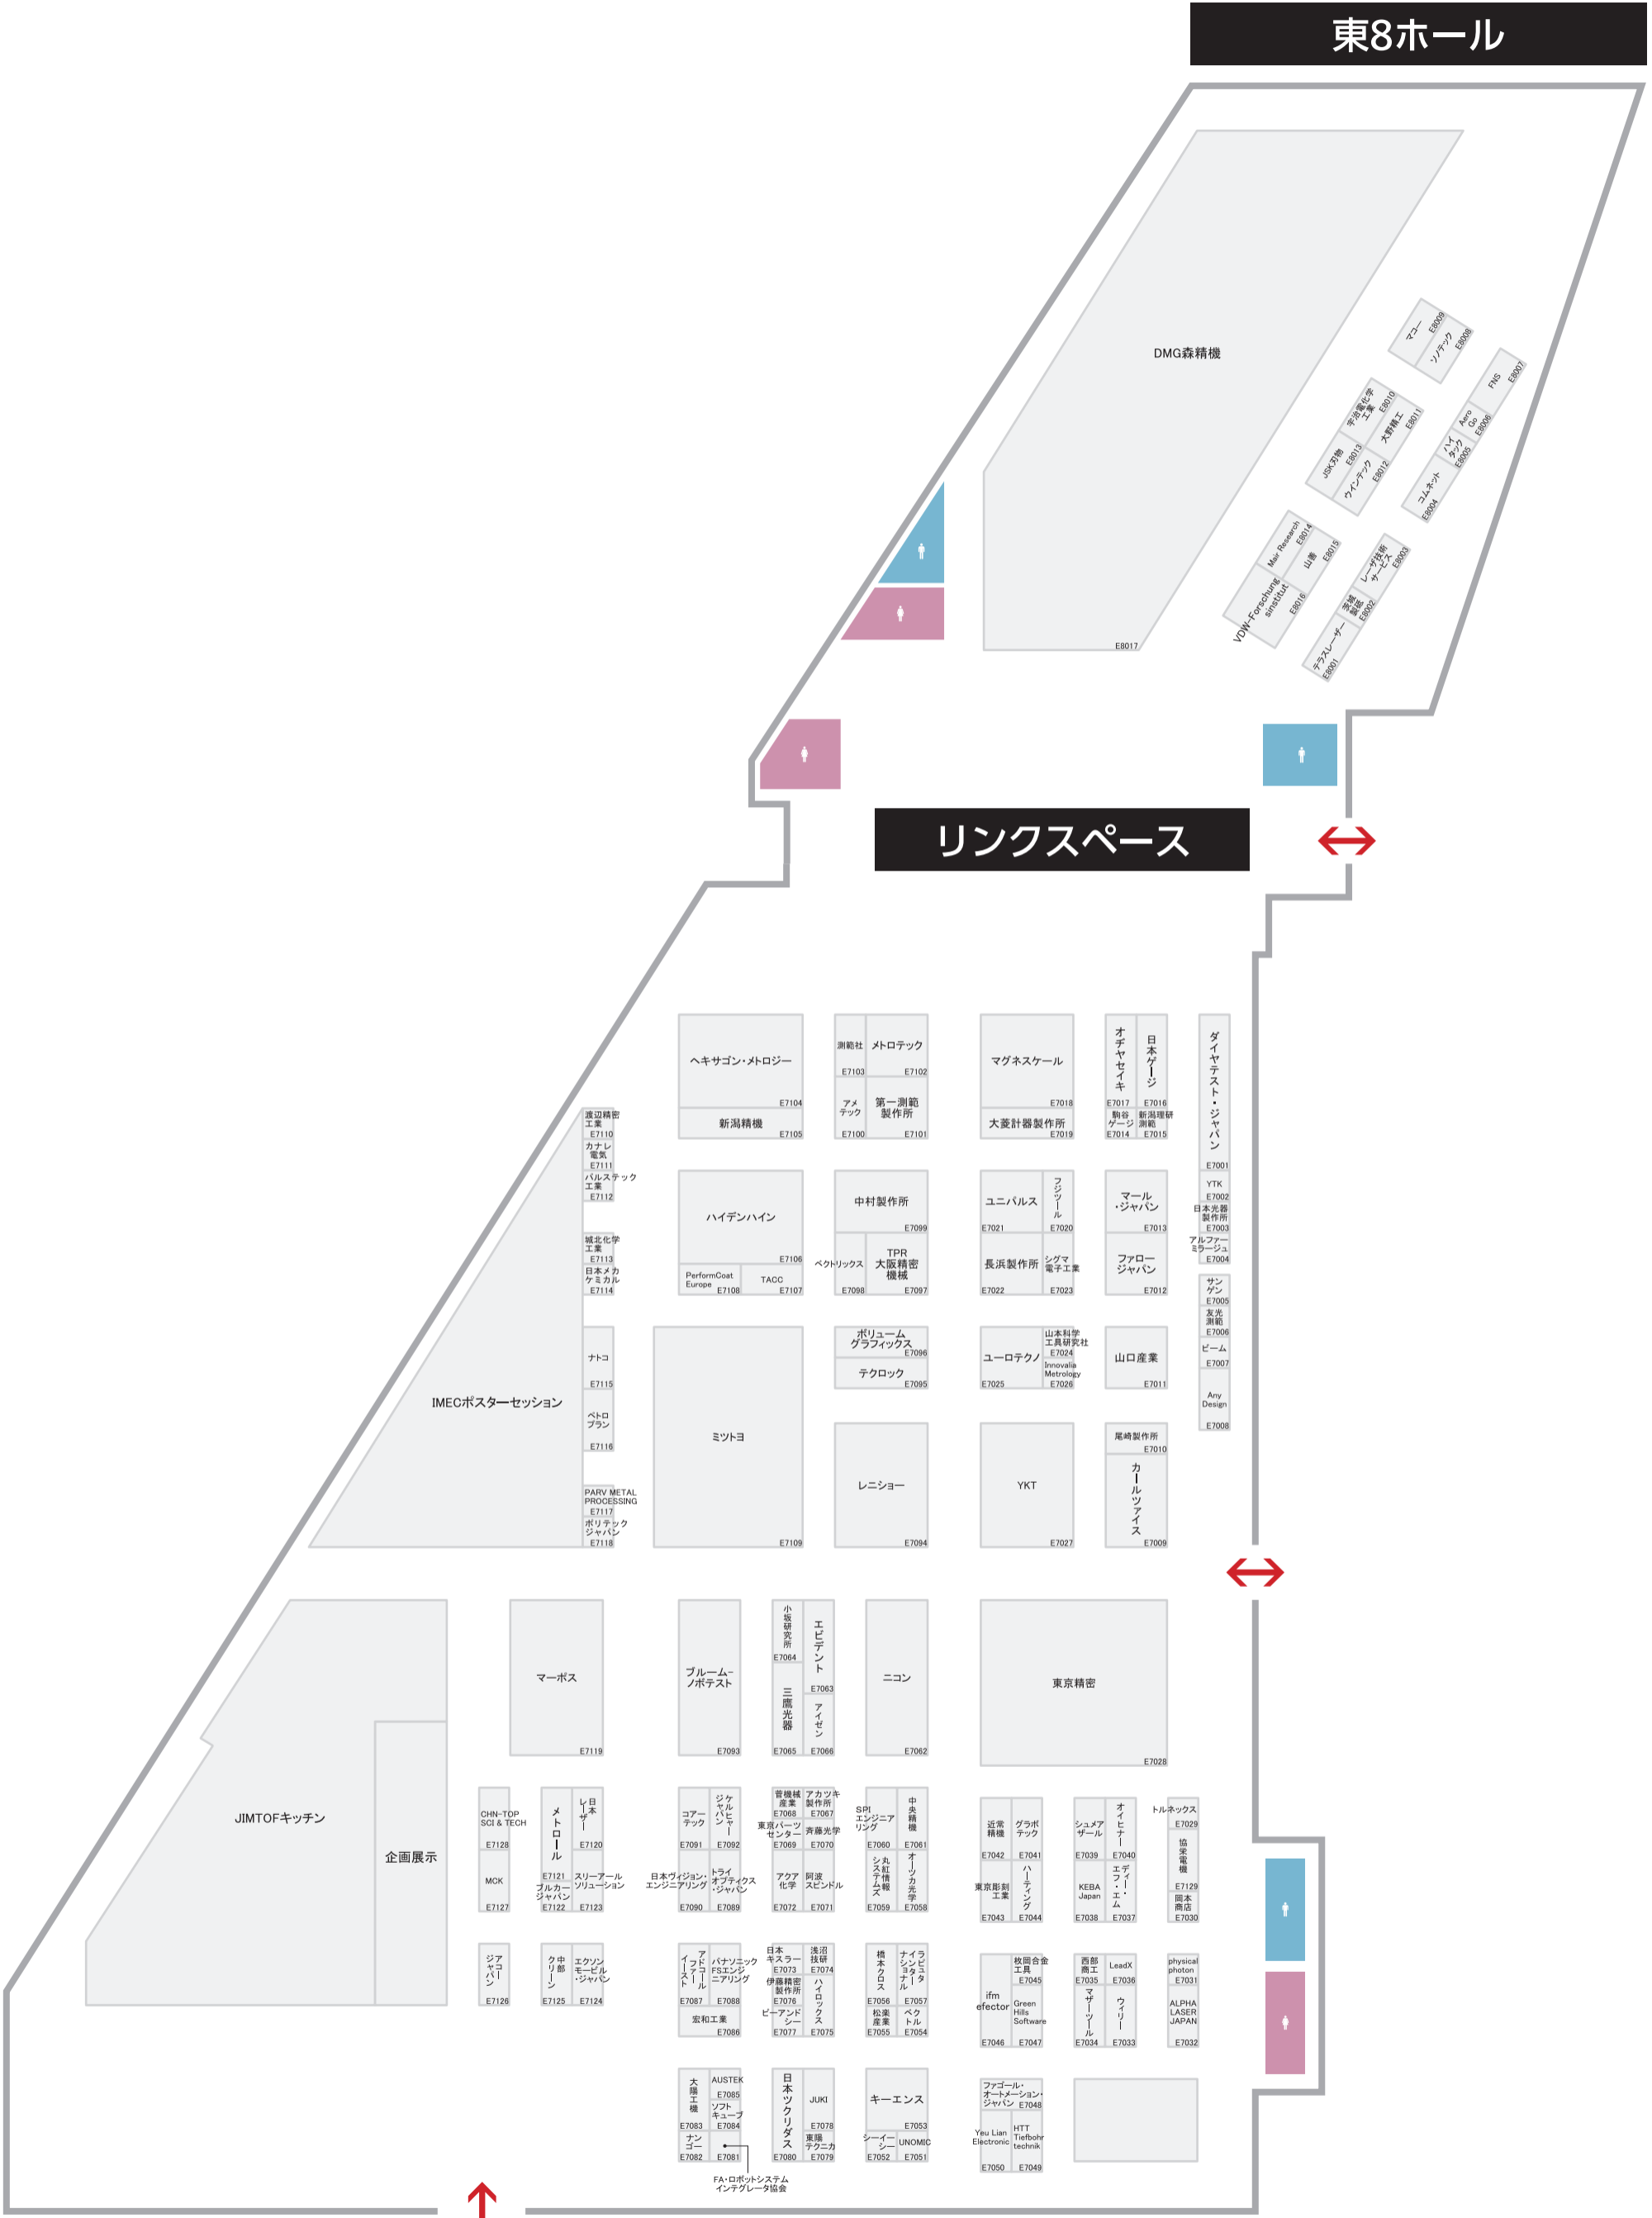 東8ホール
DMG森精機
E8017
マコー
E8009
ソノテック
E8008
FNS
E8007
Aero
Go
E8006
ハイ
タック
E8005
コムネット
E8004
宇治電化学
工業
E8010
大野精工
E8011
JSK刃物
E8013
ウインテック
E8012
Mair Research
E8014
山善
E8015
VDW-Forschung
sinstitut
E8016
レーザ技術
サービス
E8003
茨城
製砥
E8002
テラスレーザー
E8001
リンクスペース
ヘキサゴン・メトロジー
E7104
新潟精機
E7105
測範社
E7103
メトロテック
E7102
アメ
テック
E7100
第一測範
製作所
E7101
マグネスケール
E7018
大菱計器製作所
E7019
オヂヤセイキ
E7017
日本ゲージ
E7016
駒谷
ゲージ
E7014
新潟理研
測範
E7015
ダイヤテスト・ジャパン
E7001
YTK
E7002
日本光器
製作所
E7003
アルファー
ミラージュ
E7004
渡辺精密
工業
E7110
カナレ
電気
E7111
パルステック
工業
E7112
城北化学
工業
E7113
日本メカ
ケミカル
E7114
ハイデンハイン
E7106
PerformCoat
Europe
E7108
TACC
E7107
中村製作所
E7099
ベクトリックス
E7098
TPR
大阪精密
機械
E7097
ユニパルス
E7021
フジツール
E7020
長浜製作所
E7022
シグマ
電子工業
E7023
マール
・ジャパン
E7013
ファロー
ジャパン
E7012
サン
ゲン
E7005
友光
測範
E7006
ビーム
E7007
Any
Design
E7008
IMECポスターセッション
ナトコ
E7115
ペトロ
プラン
E7116
PARV METAL
PROCESSING
E7117
ポリテック
ジャパン
E7118
ミツトヨ
E7109
ボリューム
グラフィックス
E7096
テクロック
E7095
ユーロテクノ
E7025
山本科学
工具研究社
E7024
Innovalia
Metrology
E7026
山口産業
E7011
レニショー
E7094
YKT
E7027
尾崎製作所
E7010
カールツァイス
E7009
JIMTOFキッチン
企画展示
マーポス
E7119
ブルーム-
ノボテスト
E7093
小坂研究所
E7064
エビデント
E7063
三鷹光器
E7065
アイゼン
E7066
ニコン
E7062
東京精密
E7028
CHN-TOP
SCI & TECH
E7128
MCK
E7127
メトロール
E7121
日本
レーザー
E7120
ブルカー
ジャパン
E7122
スリーアール
ソリューション
E7123
コアー
テック
E7091
ケルヒャー
ジャパン
E7092
日本ヴィジョン・
エンジニアリング
E7090
トライ
オプティクス
・ジャパン
E7089
菅機械
産業
E7068
アカツキ
製作所
E7067
東京パーツ
センター
E7069
斉藤光学
E7070
アクア
化学
E7072
阿波
スピンドル
E7071
SPI
エンジニア
リング
E7060
中央精機
E7061
丸紅情報
システムズ
E7059
オーツカ光学
E7058
近常
精機
E7042
グラボ
テック
E7041
東京彫刻
工業
E7043
ハーティング
E7044
シュメア
ザール
E7039
オイヒナー
E7040
KEBA
Japan
E7038
ディー・
エフ・エム
E7037
トルネックス
E7029
協栄電機
E7129
岡本
商店
E7030
アコー
ジャパン
E7126
中部
クリーン
E7125
エクソン
モービル
・ジャパン
E7124
アドコール
ファー
イースト
E7087
パナソニック
FSエンジ
ニアリング
E7088
宏和工業
E7086
日本
キスラー
E7073
浅沼
技研
E7074
伊藤精密
製作所
E7076
ハイロックス
E7075
ビーアンド
シー
E7077
橋本クロス
E7056
ラピュタ
インター
ナショナル
E7057
松楽
産業
E7055
ベク
トル
E7054
ifm
efector
E7046
枚岡合金
工具
E7045
Green
Hills
Software
E7047
西部
商工
E7035
LeadX
E7036
マザーツール
E7034
ウィリー
E7033
physical
photon
E7031
ALPHA
LASER
JAPAN
E7032
大陽工機
E7083
AUSTEK
E7085
ソフト
キューブ
E7084
ナン
ゴー
E7082
E7081
FA・ロボットシステム
インテグレータ協会
日本ツクリダス
E7080
JUKI
E7078
東陽
テクニカ
E7079
キーエンス
E7053
シーイー
シー
E7052
UNOMIC
E7051
ファゴール・
オートメーション・
ジャパン
E7048
Yeu Lian
Electronic
E7050
HTT
Tiefbohr
technik
E7049